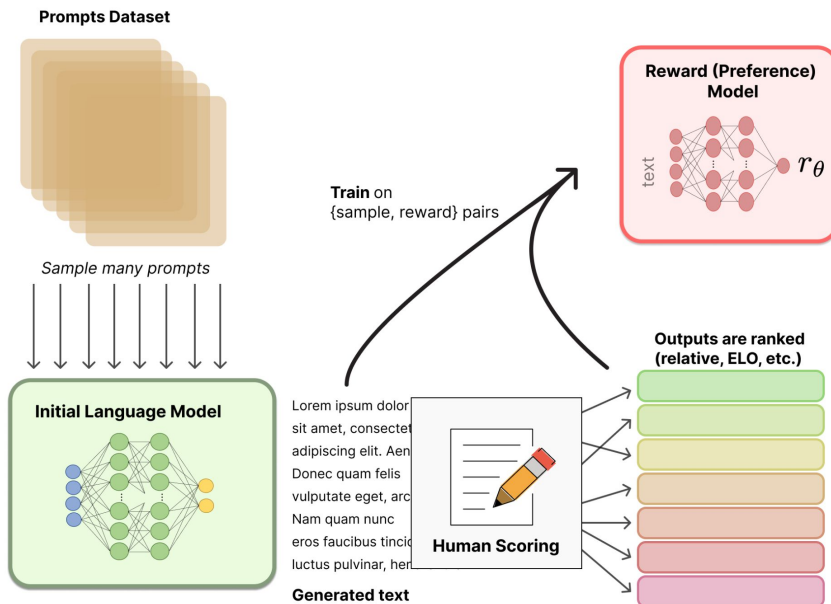 Prompts Dataset
Sample many prompts
Initial Language Model
Train on
{sample, reward} pairs
Reward (Preference)
Model
text
rθ
Outputs are ranked
(relative, ELO, etc.)
Lorem ipsum dolor
sit amet, consectet
adipiscing elit. Aen
Donec quam felis
vulputate eget, arc
Nam quam nunc
eros faucibus tincid
luctus pulvinar, her
Generated text
Human Scoring